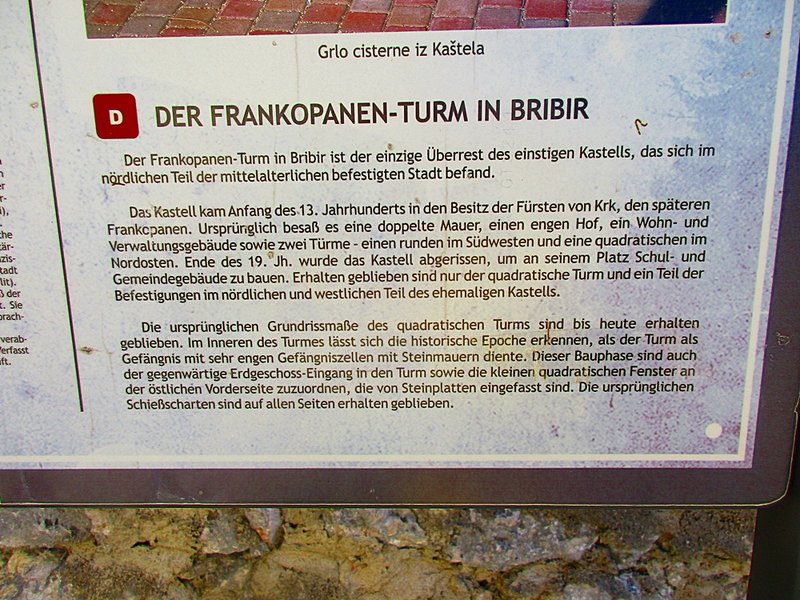 Grlo cisterne iz Kaštela
D DER FRANKOPANEN-TURM IN BRIBIR
Der Frankopanen-Turm in Bribir ist der einzige Überrest des einstigen Kastells, das sich im
nördlichen Teil der mittelalterlichen befestigten Stadt befand.
Das Kastell kam Anfang des 13. Jahrhunderts in den Besitz der Fürsten von Krk, den späteren
Frankopanen. Ursprünglich besaß es eine doppelte Mauer, einen engen Hof, ein Wohn- und
Verwaltungsgebäude sowie zwei Türme - einen runden im Südwesten und eine quadratischen im
Nordosten. Ende des 19. Jh. wurde das Kastell abgerissen, um an seinem Platz Schul- und
Gemeindegebäude zu bauen. Erhalten geblieben sind nur der quadratische Turm und ein Teil der
Befestigungen im nördlichen und westlichen Teil des ehemaligen Kastells.
Die ursprünglichen Grundrissmaße des quadratischen Turms sind bis heute erhalten
geblieben. Im Inneren des Turmes lässt sich die historische Epoche erkennen, als der Turm als
Gefängnis mit sehr engen Gefängniszellen mit Steinmauern diente. Dieser Bauphase sind auch
der gegenwärtige Erdgeschoss-Eingang in den Turm sowie die kleinen quadratischen Fenster an
der östlichen Vorderseite zuzuordnen, die von Steinplatten eingefasst sind. Die ursprünglichen
Schießscharten sind auf allen Seiten erhalten geblieben.